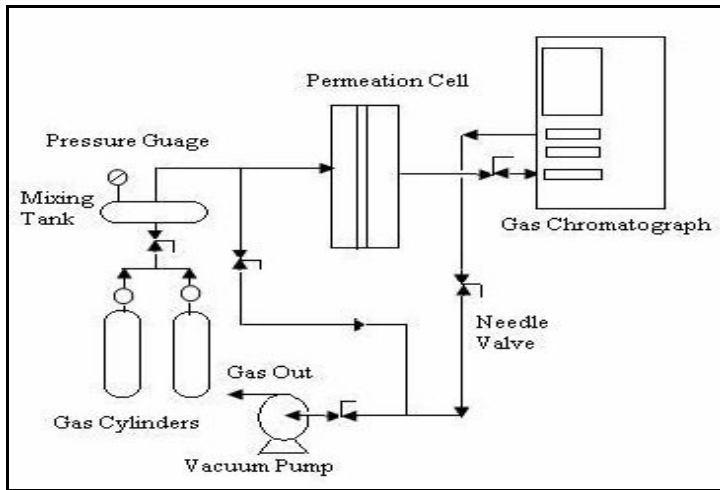 Permeation Cell
Pressure Guage
Mixing
Tank
Gas Chromatograph
Needle
Valve
Gas Out
Gas Cylinders
Vacuum Pump